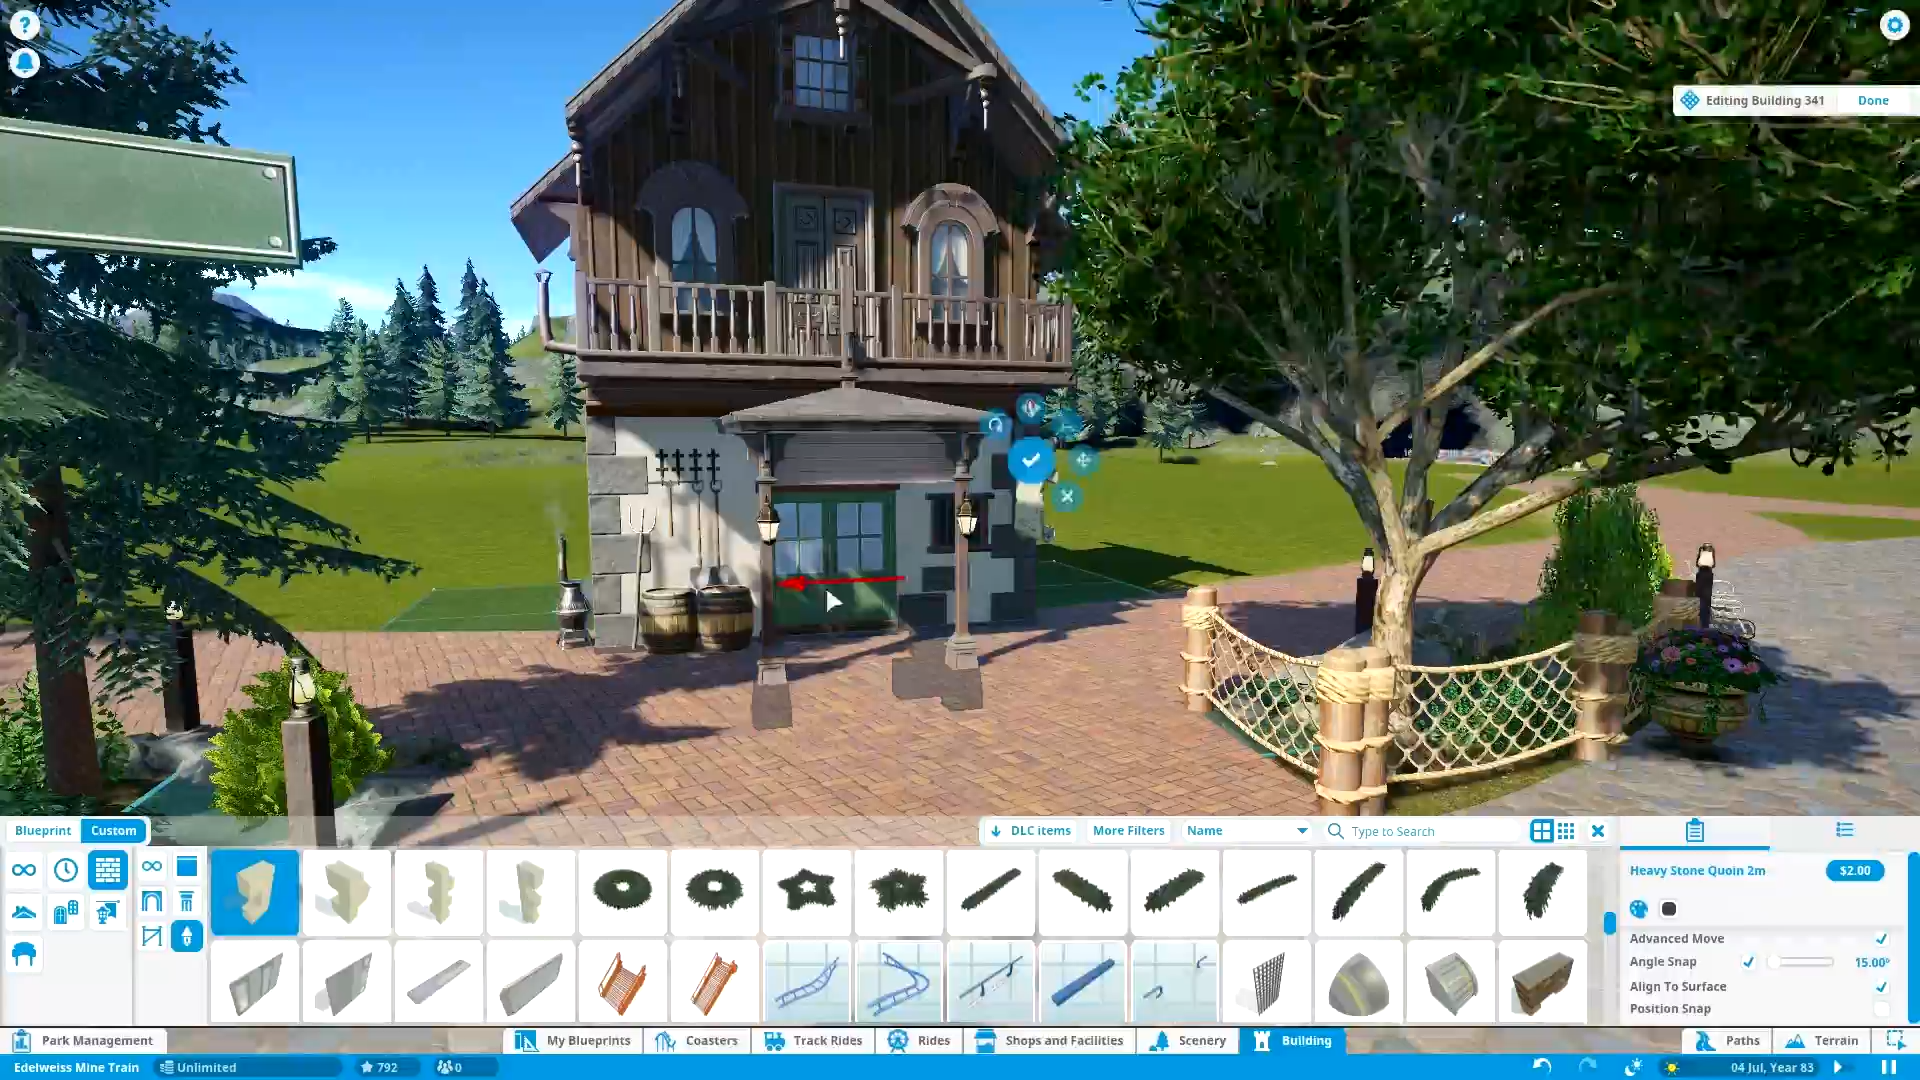 ?
Editing Building 341 Done
Blueprint Custom
DLC items More Filters Name Type to Search
Heavy Stone Quoin 2m $2.00
Advanced Move
Angle Snap 15.00°
Align To Surface
Position Snap
Park Management My Blueprints Coasters Track Rides Rides Shops and Facilities Scenery Building Paths Terrain
Edelweiss Mine Train Unlimited 792 0 04 Jul, Year 83